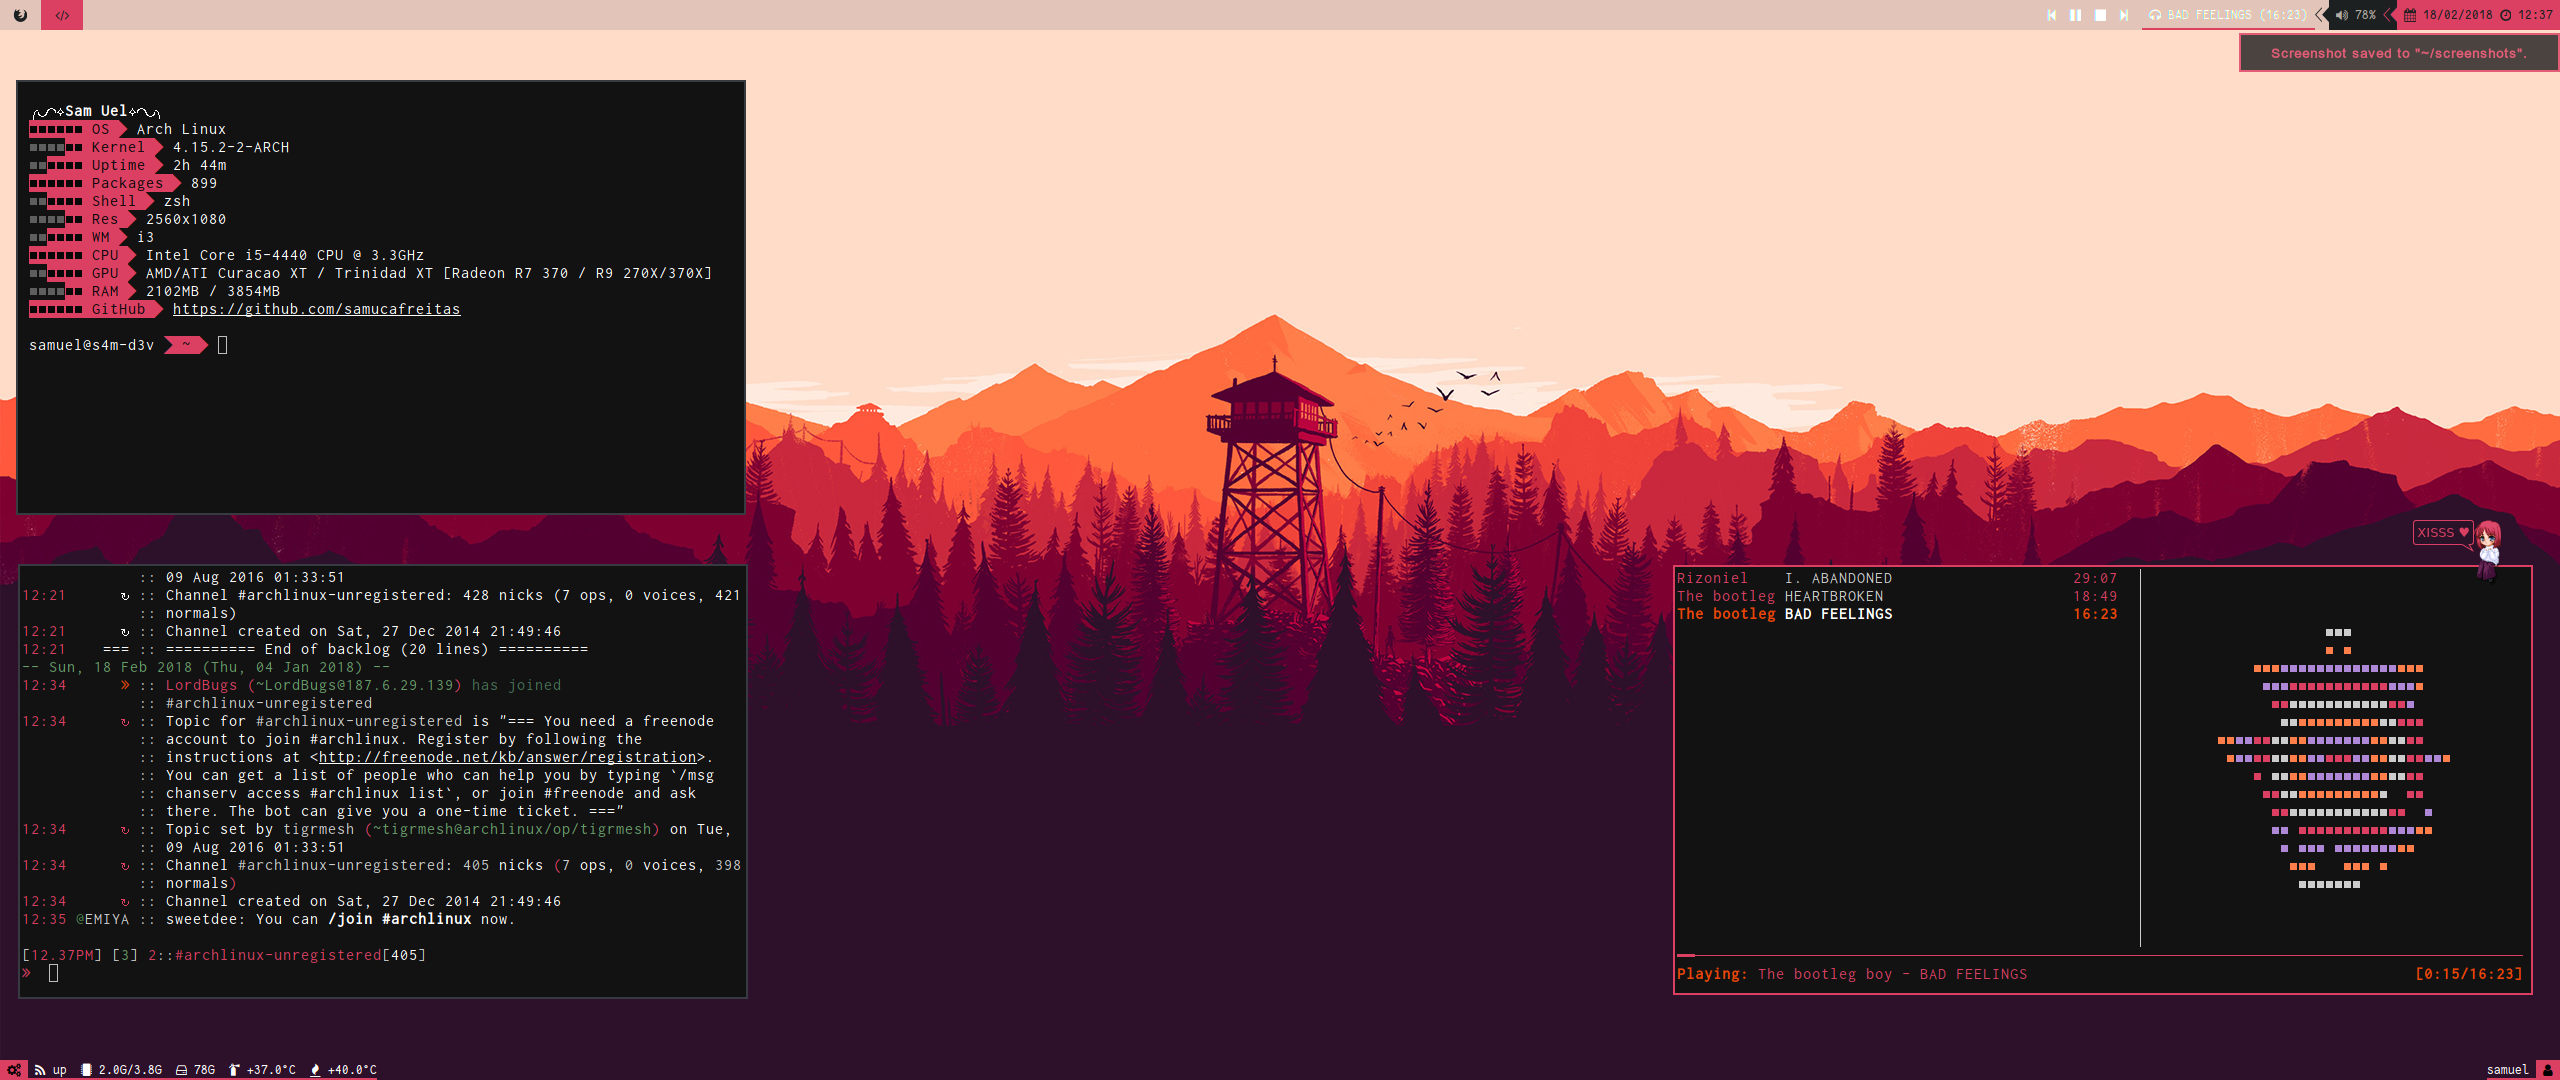 </>
BAD FEELINGS (16:23)
78%
18/02/2018
12:37
Screenshot saved to "~/screenshots".
Sam Uel
OS Arch Linux
Kernel 4.15.2-2-ARCH
Uptime 2h 44m
Packages 899
Shell zsh
Res 2560x1080
WM i3
CPU Intel Core i5-4440 CPU @ 3.3GHz
GPU AMD/ATI Curacao XT / Trinidad XT [Radeon R7 370 / R9 270X/370X]
RAM 2102MB / 3854MB
GitHub https://github.com/samucafreitas
samuel@s4m-d3v ~
:: 09 Aug 2016 01:33:51
12:21 ↻ :: Channel #archlinux-unregistered: 428 nicks (7 ops, 0 voices, 421
:: normals)
12:21 ↻ :: Channel created on Sat, 27 Dec 2014 21:49:46
12:21 === :: ========== End of backlog (20 lines) ==========
-- Sun, 18 Feb 2018 (Thu, 04 Jan 2018) --
12:34 » :: LordBugs (~LordBugs@187.6.29.139) has joined
:: #archlinux-unregistered
12:34 ↻ :: Topic for #archlinux-unregistered is "=== You need a freenode
:: account to join #archlinux. Register by following the
:: instructions at <http://freenode.net/kb/answer/registration>.
:: You can get a list of people who can help you by typing `/msg
:: chanserv access #archlinux list`, or join #freenode and ask
:: there. The bot can give you a one-time ticket. ==="
12:34 ↻ :: Topic set by tigrmesh (~tigrmesh@archlinux/op/tigrmesh) on Tue,
:: 09 Aug 2016 01:33:51
12:34 ↻ :: Channel #archlinux-unregistered: 405 nicks (7 ops, 0 voices, 398
:: normals)
12:34 ↻ :: Channel created on Sat, 27 Dec 2014 21:49:46
12:35 @EMIYA :: sweetdee: You can /join #archlinux now.
[12.37PM] [3] 2::#archlinux-unregistered[405]
»
XISSS ♥
Rizoniel I. ABANDONED 29:07
The bootleg HEARTBROKEN 18:49
The bootleg BAD FEELINGS 16:23
Playing: The bootleg boy - BAD FEELINGS [0:15/16:23]
up
2.0G/3.8G
78G
+37.0°C
+40.0°C
samuel